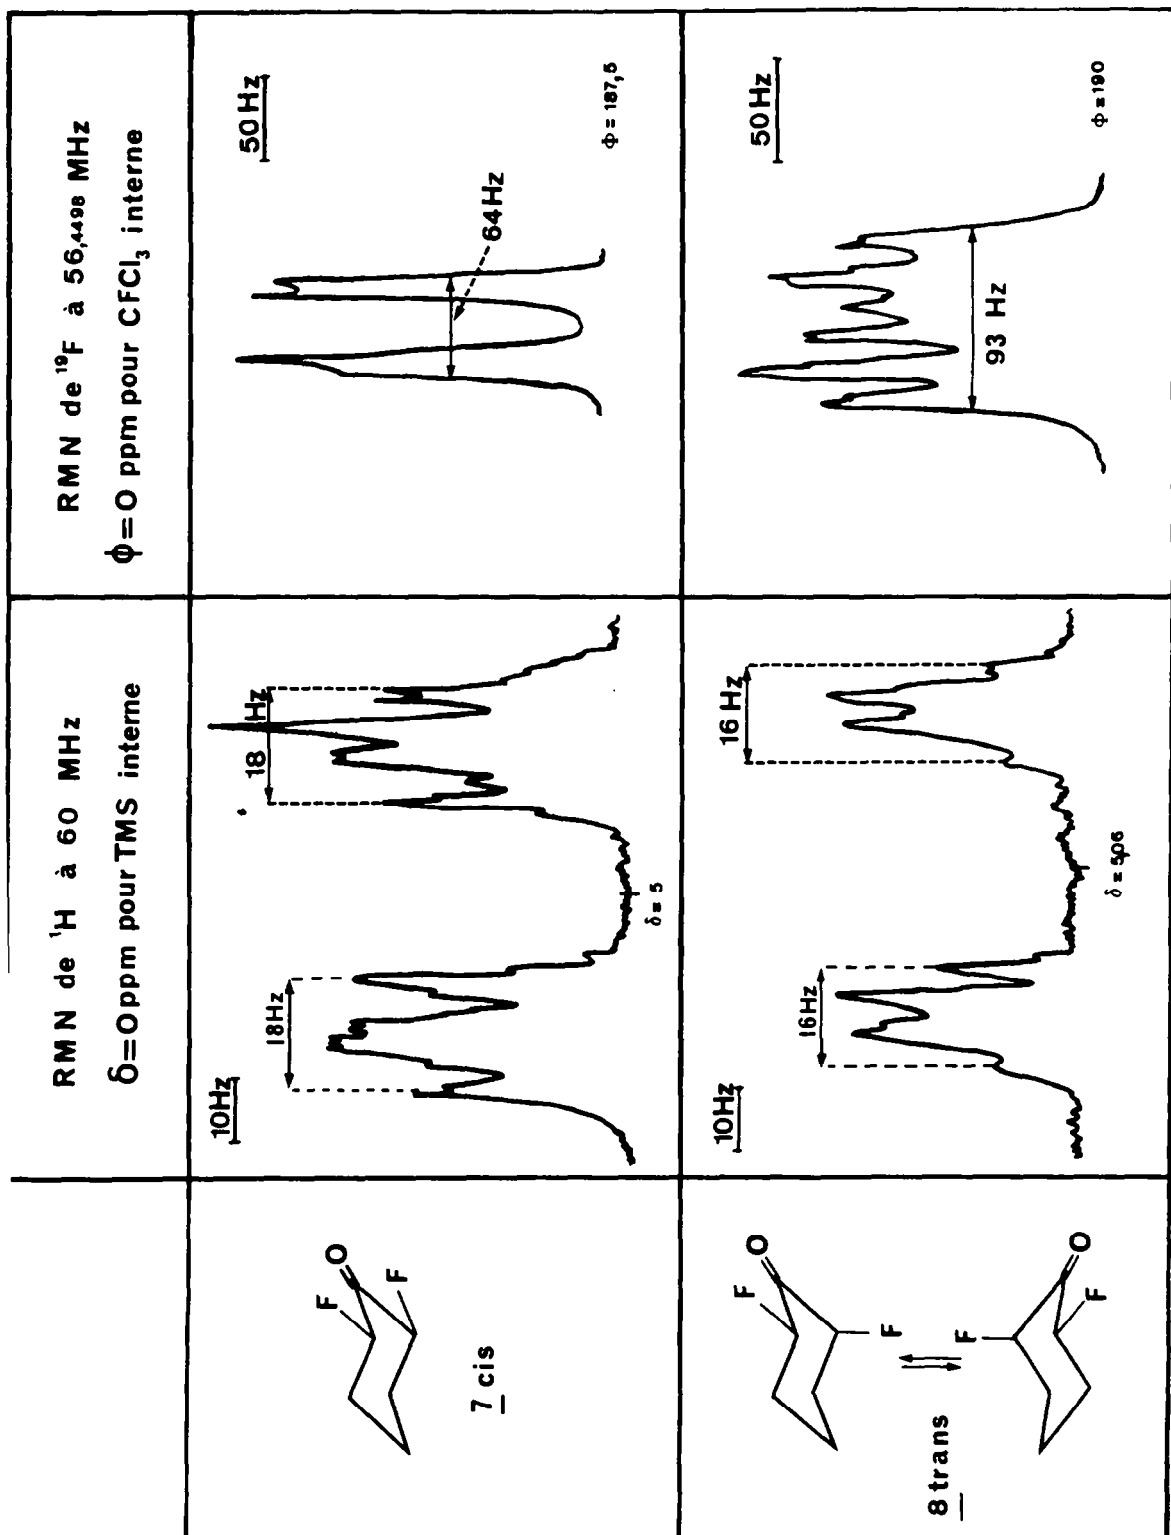 RMN de ¹H à 60 MHz
δ=0ppm pour TMS interne
RMN de ¹⁹F à 56,4498 MHz
ϕ=0 ppm pour CFCl₃ interne
F
F
O
7 cis
10Hz
18Hz
18 Hz
δ = 5
50Hz
64Hz
Φ = 187,5
F
O
F
F
F
O
8 trans
10Hz
16Hz
16 Hz
δ = 5,06
50Hz
93 Hz
Φ = 190